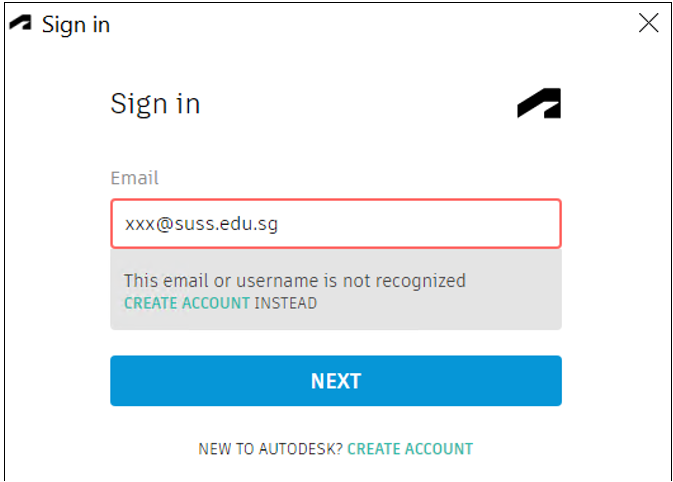 Sign in
Sign in
Email
xxx@suss.edu.sg
This email or username is not recognized
CREATE ACCOUNT INSTEAD
NEXT
NEW TO AUTODESK? CREATE ACCOUNT